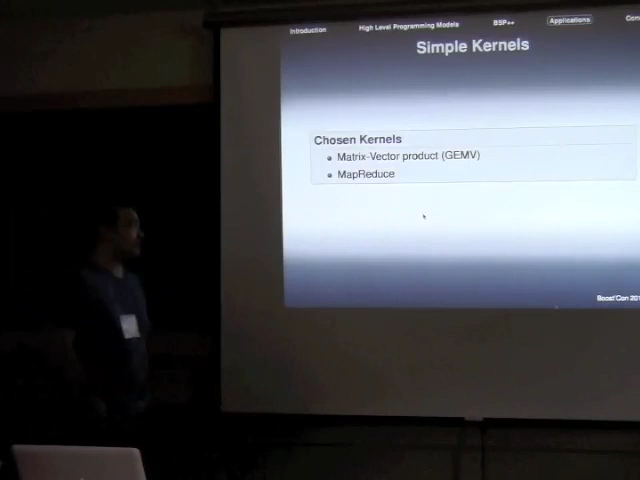 Introduction High Level Programming Models BSP++ Applications
Simple Kernels
Chosen Kernels
Matrix-Vector product (GEMV)
MapReduce